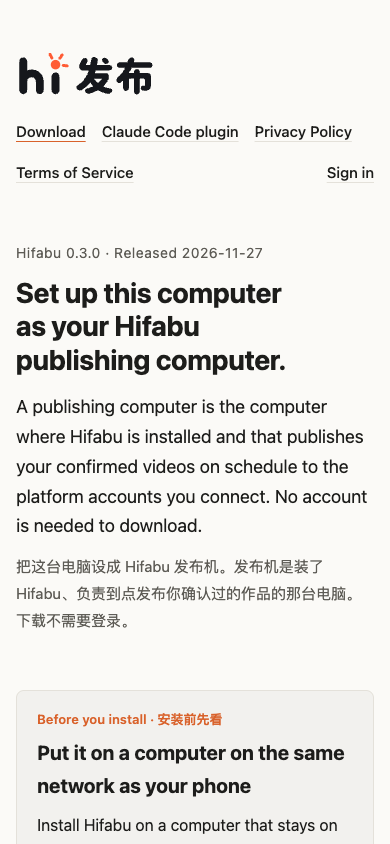 hi 发布
Download Claude Code plugin Privacy Policy
Terms of Service Sign in
Hifabu 0.3.0 · Released 2026-11-27
Set up this computer
as your Hifabu
publishing computer.
A publishing computer is the computer
where Hifabu is installed and that publishes
your confirmed videos on schedule to the
platform accounts you connect. No account
is needed to download.
把这台电脑设成 Hifabu 发布机。发布机是装了
Hifabu、负责到点发布你确认过的作品的那台电脑。
下载不需要登录。
Before you install · 安装前先看
Put it on a computer on the same
network as your phone
Install Hifabu on a computer that stays on